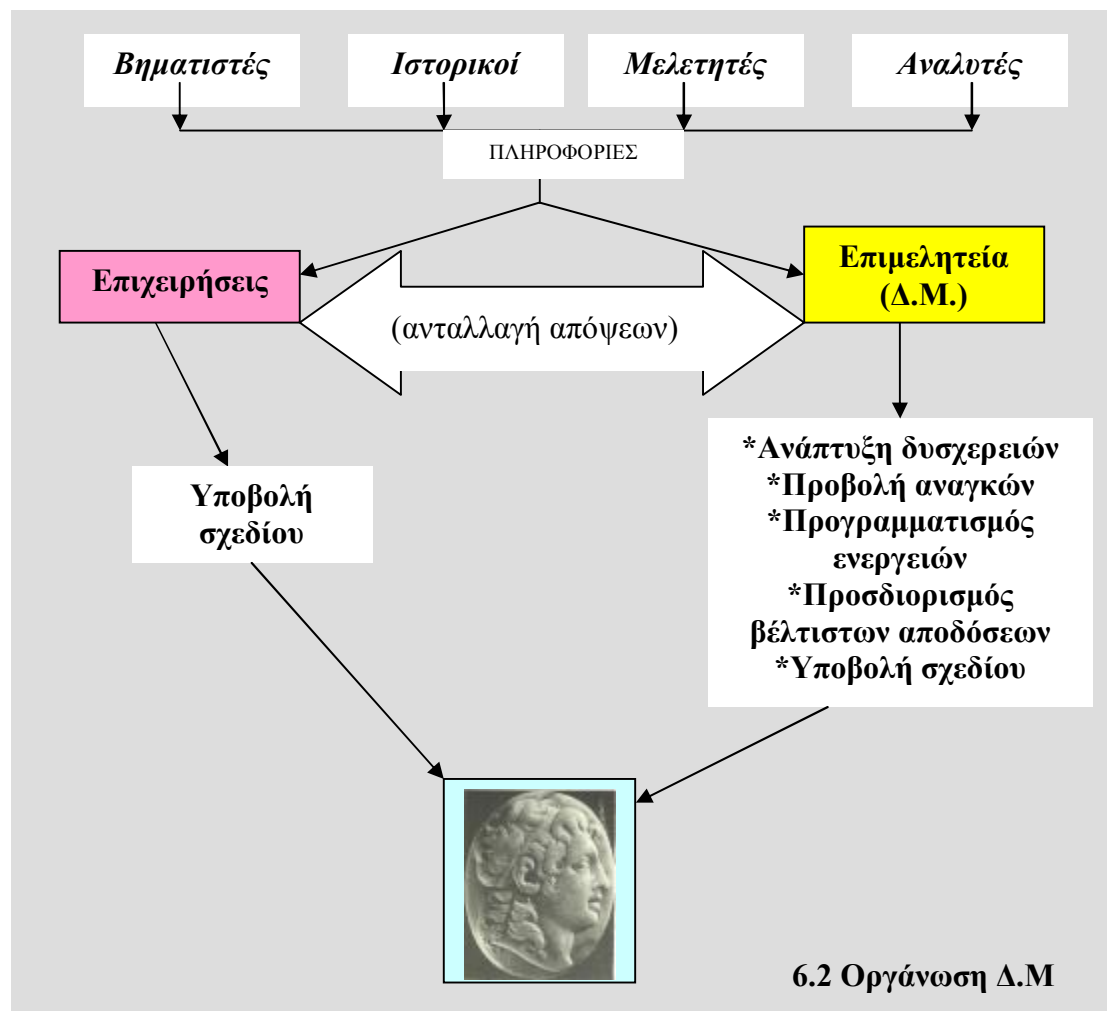 Βηματιστές
Ιστορικοί
Μελετητές
Αναλυτές
ΠΛΗΡΟΦΟΡΙΕΣ
Επιχειρήσεις
Επιμελητεία
(Δ.Μ.)
(ανταλλαγή απόψεων)
Υποβολή
σχεδίου
*Ανάπτυξη δυσχερειών
*Προβολή αναγκών
*Προγραμματισμός
ενεργειών
*Προσδιορισμός
βέλτιστων αποδόσεων
*Υποβολή σχεδίου
6.2 Οργάνωση Δ.Μ